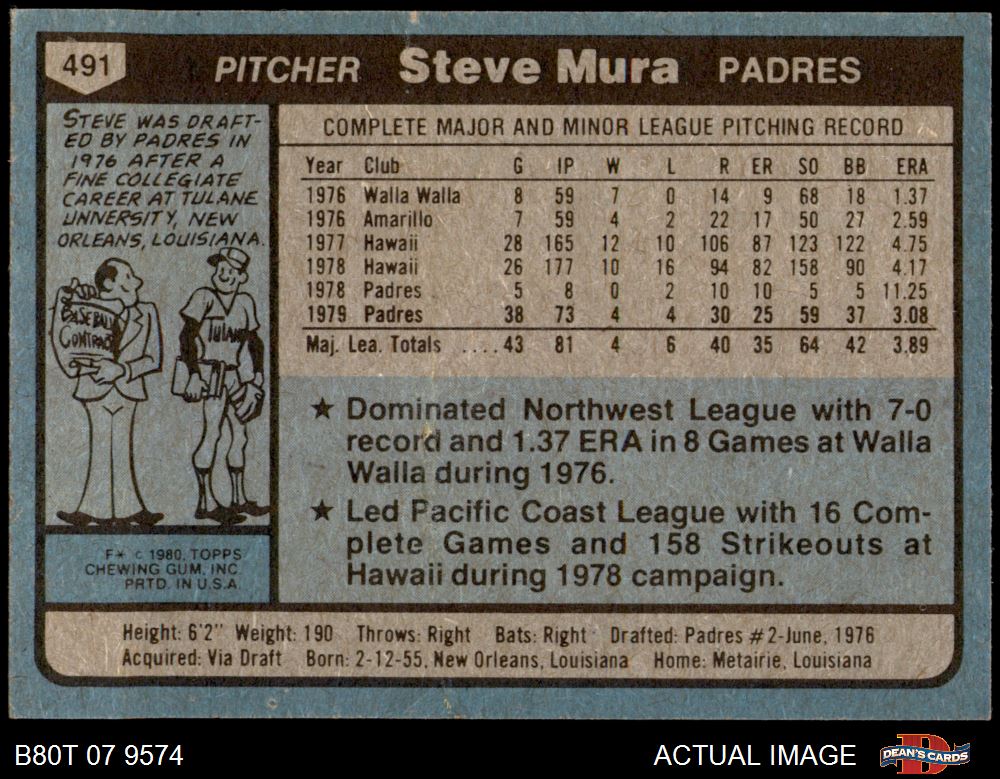 491 PITCHER Steve Mura PADRES
STEVE WAS DRAFT-
ED BY PADRES IN
1976 AFTER A
FINE COLLEGIATE
CAREER AT TULANE
UNIVERSITY, NEW
ORLEANS, LOUISIANA.
BASEBALL
CONTRACT
TULANE
F* © 1980, TOPPS
CHEWING GUM, INC.
PRTD. IN U.S.A.
COMPLETE MAJOR AND MINOR LEAGUE PITCHING RECORD
Year Club G IP W L R ER SO BB ERA
1976 Walla Walla 8 59 7 0 14 9 68 18 1.37
1976 Amarillo 7 59 4 2 22 17 50 27 2.59
1977 Hawaii 28 165 12 10 106 87 123 122 4.75
1978 Hawaii 26 177 10 16 94 82 158 90 4.17
1978 Padres 5 8 0 2 10 10 5 5 11.25
1979 Padres 38 73 4 4 30 25 59 37 3.08
Maj. Lea. Totals ....43 81 4 6 40 35 64 42 3.89
★ Dominated Northwest League with 7-0
record and 1.37 ERA in 8 Games at Walla
Walla during 1976.
★ Led Pacific Coast League with 16 Com-
plete Games and 158 Strikeouts at
Hawaii during 1978 campaign.
Height: 6'2" Weight: 190 Throws: Right Bats: Right Drafted: Padres #2-June, 1976
Acquired: Via Draft Born: 2-12-55, New Orleans, Louisiana Home: Metairie, Louisiana
B80T 07 9574 ACTUAL IMAGE DEAN'S CARDS